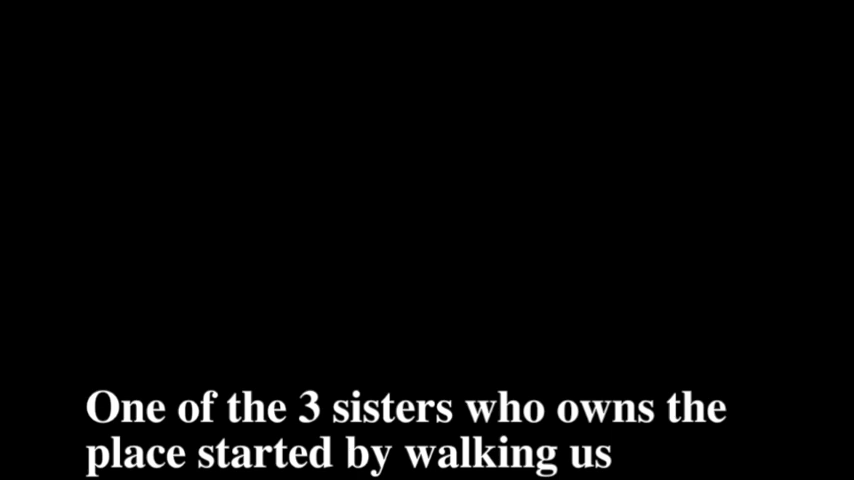 One of the 3 sisters who owns the
place started by walking us